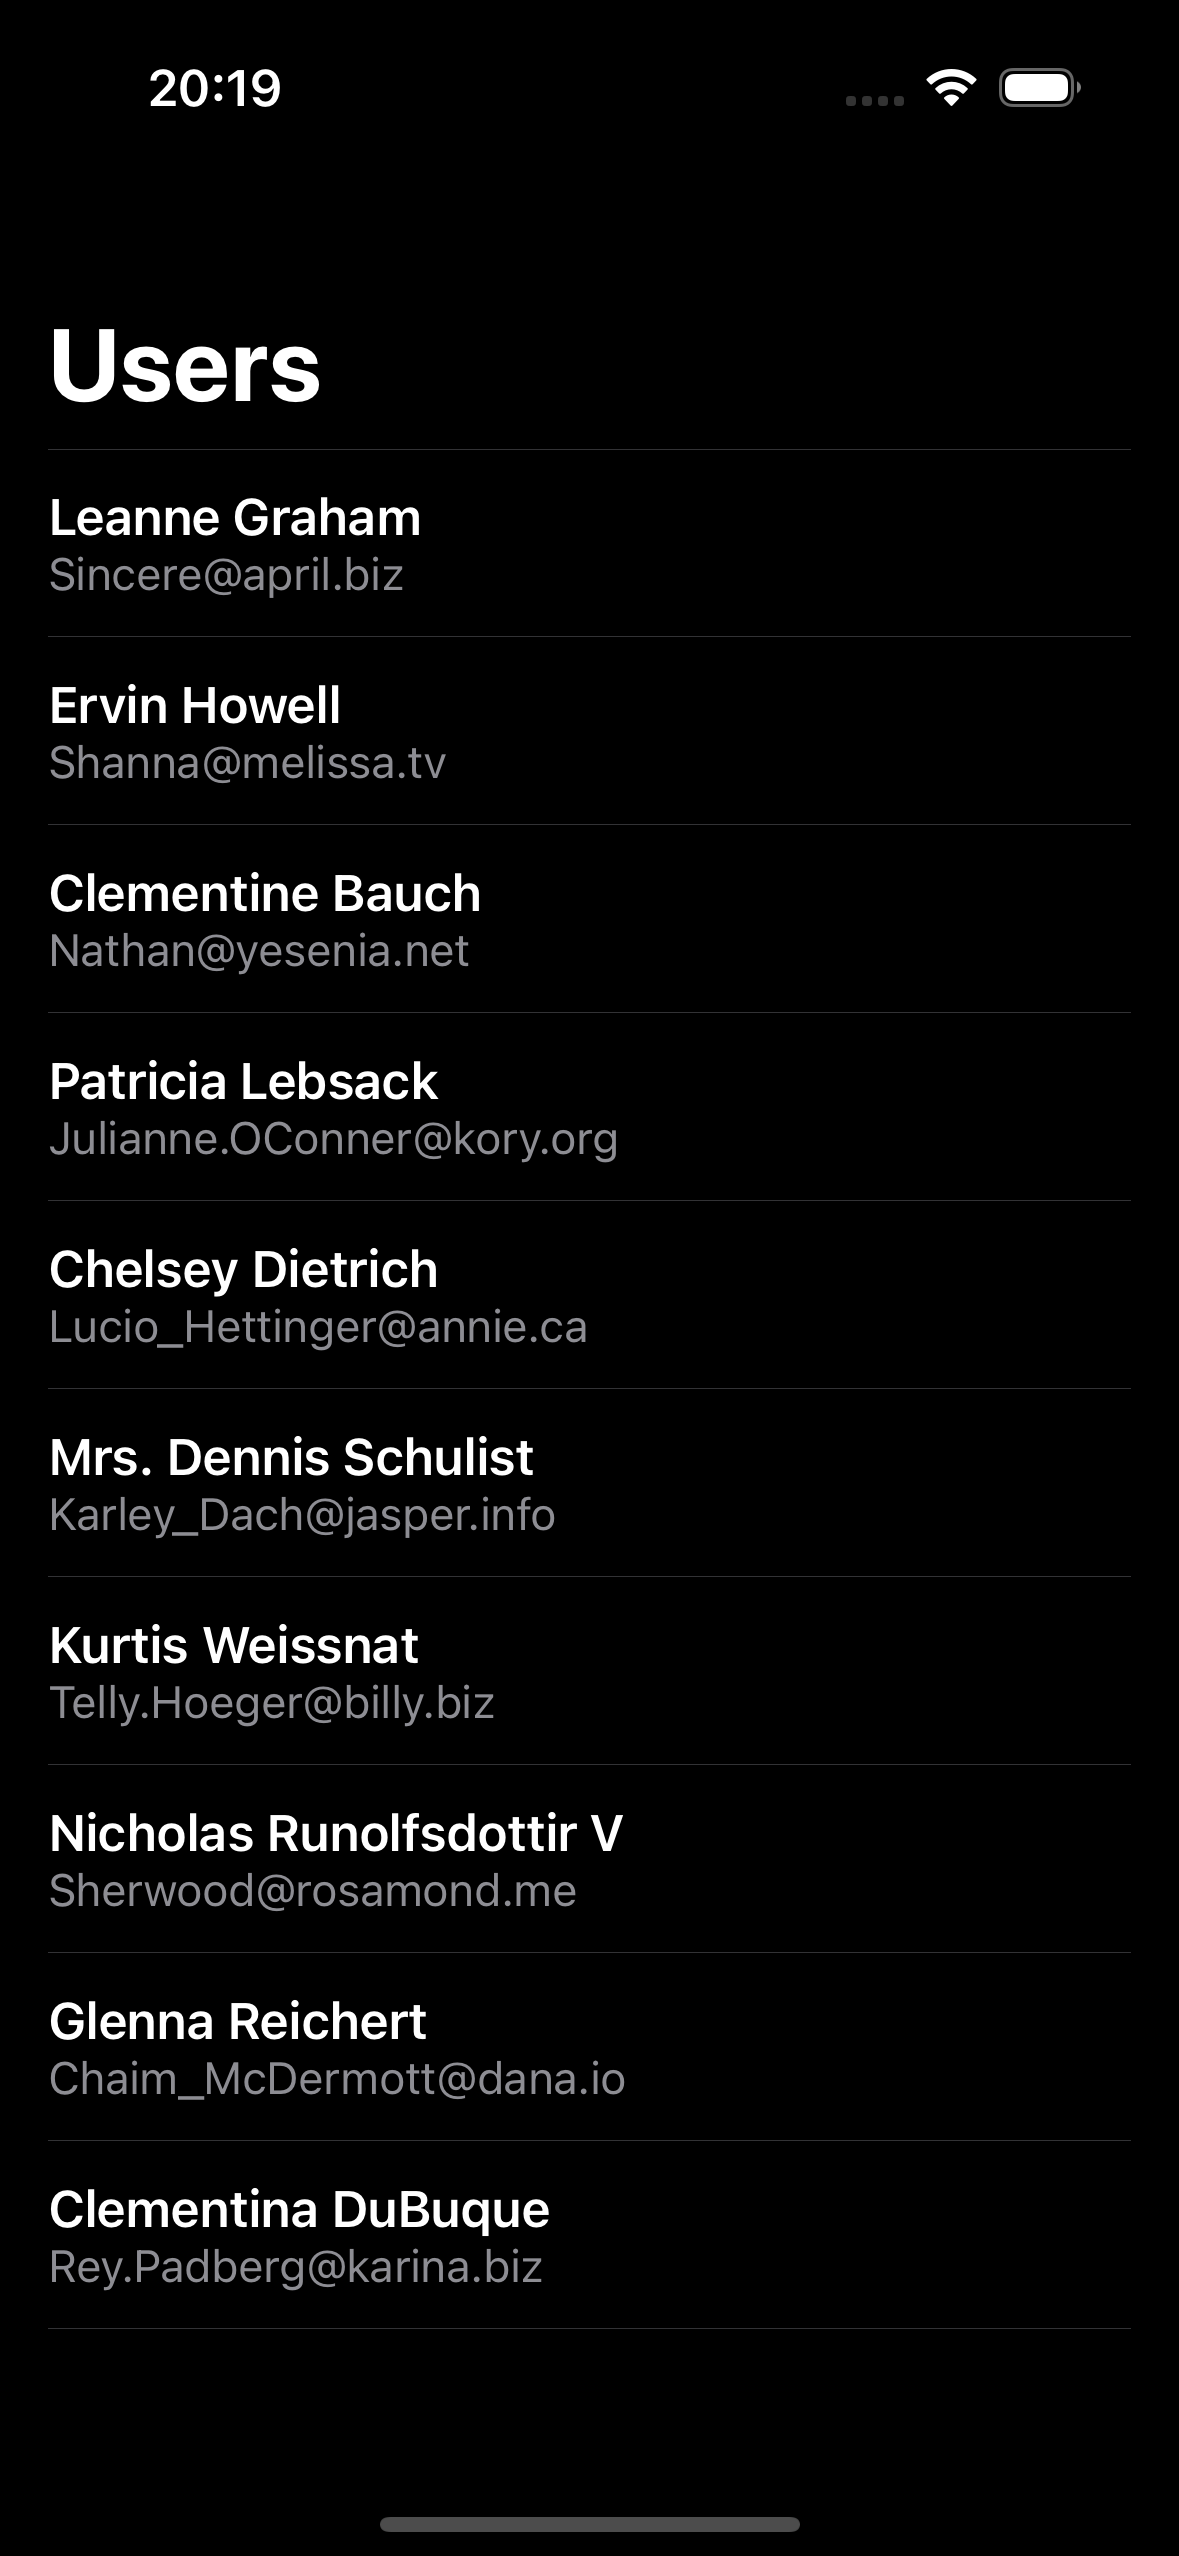 20:19
Users
Leanne Graham
Sincere@april.biz
Ervin Howell
Shanna@melissa.tv
Clementine Bauch
Nathan@yesenia.net
Patricia Lebsack
Julianne.OConner@kory.org
Chelsey Dietrich
Lucio_Hettinger@annie.ca
Mrs. Dennis Schulist
Karley_Dach@jasper.info
Kurtis Weissnat
Telly.Hoeger@billy.biz
Nicholas Runolfsdottir V
Sherwood@rosamond.me
Glenna Reichert
Chaim_McDermott@dana.io
Clementina DuBuque
Rey.Padberg@karina.biz